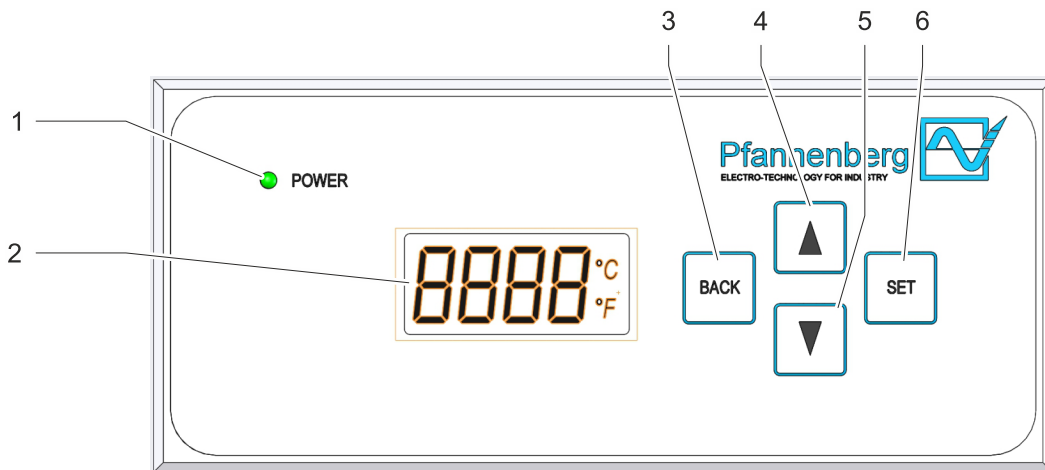 3 4 5 6
1
POWER
Pfannenberg
ELECTRO-TECHNOLOGY FOR INDUSTRY
2
8888 °C
°F
BACK
▲
SET
▼